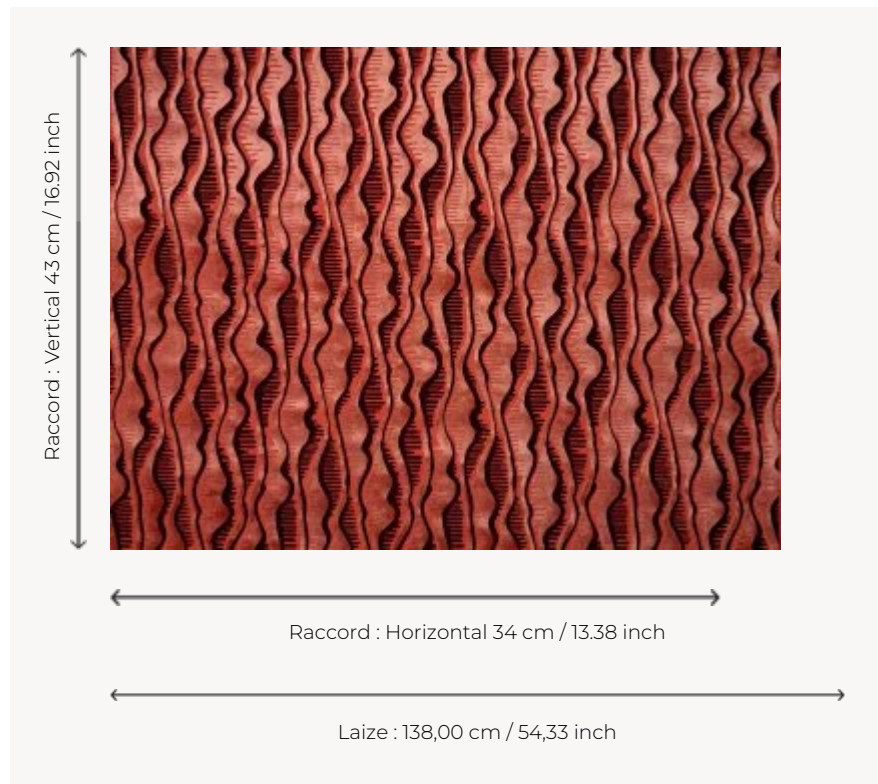 Raccord : Vertical 43 cm / 16.92 inch
Raccord : Horizontal 34 cm / 13.38 inch
Laize : 138,00 cm / 54,33 inch